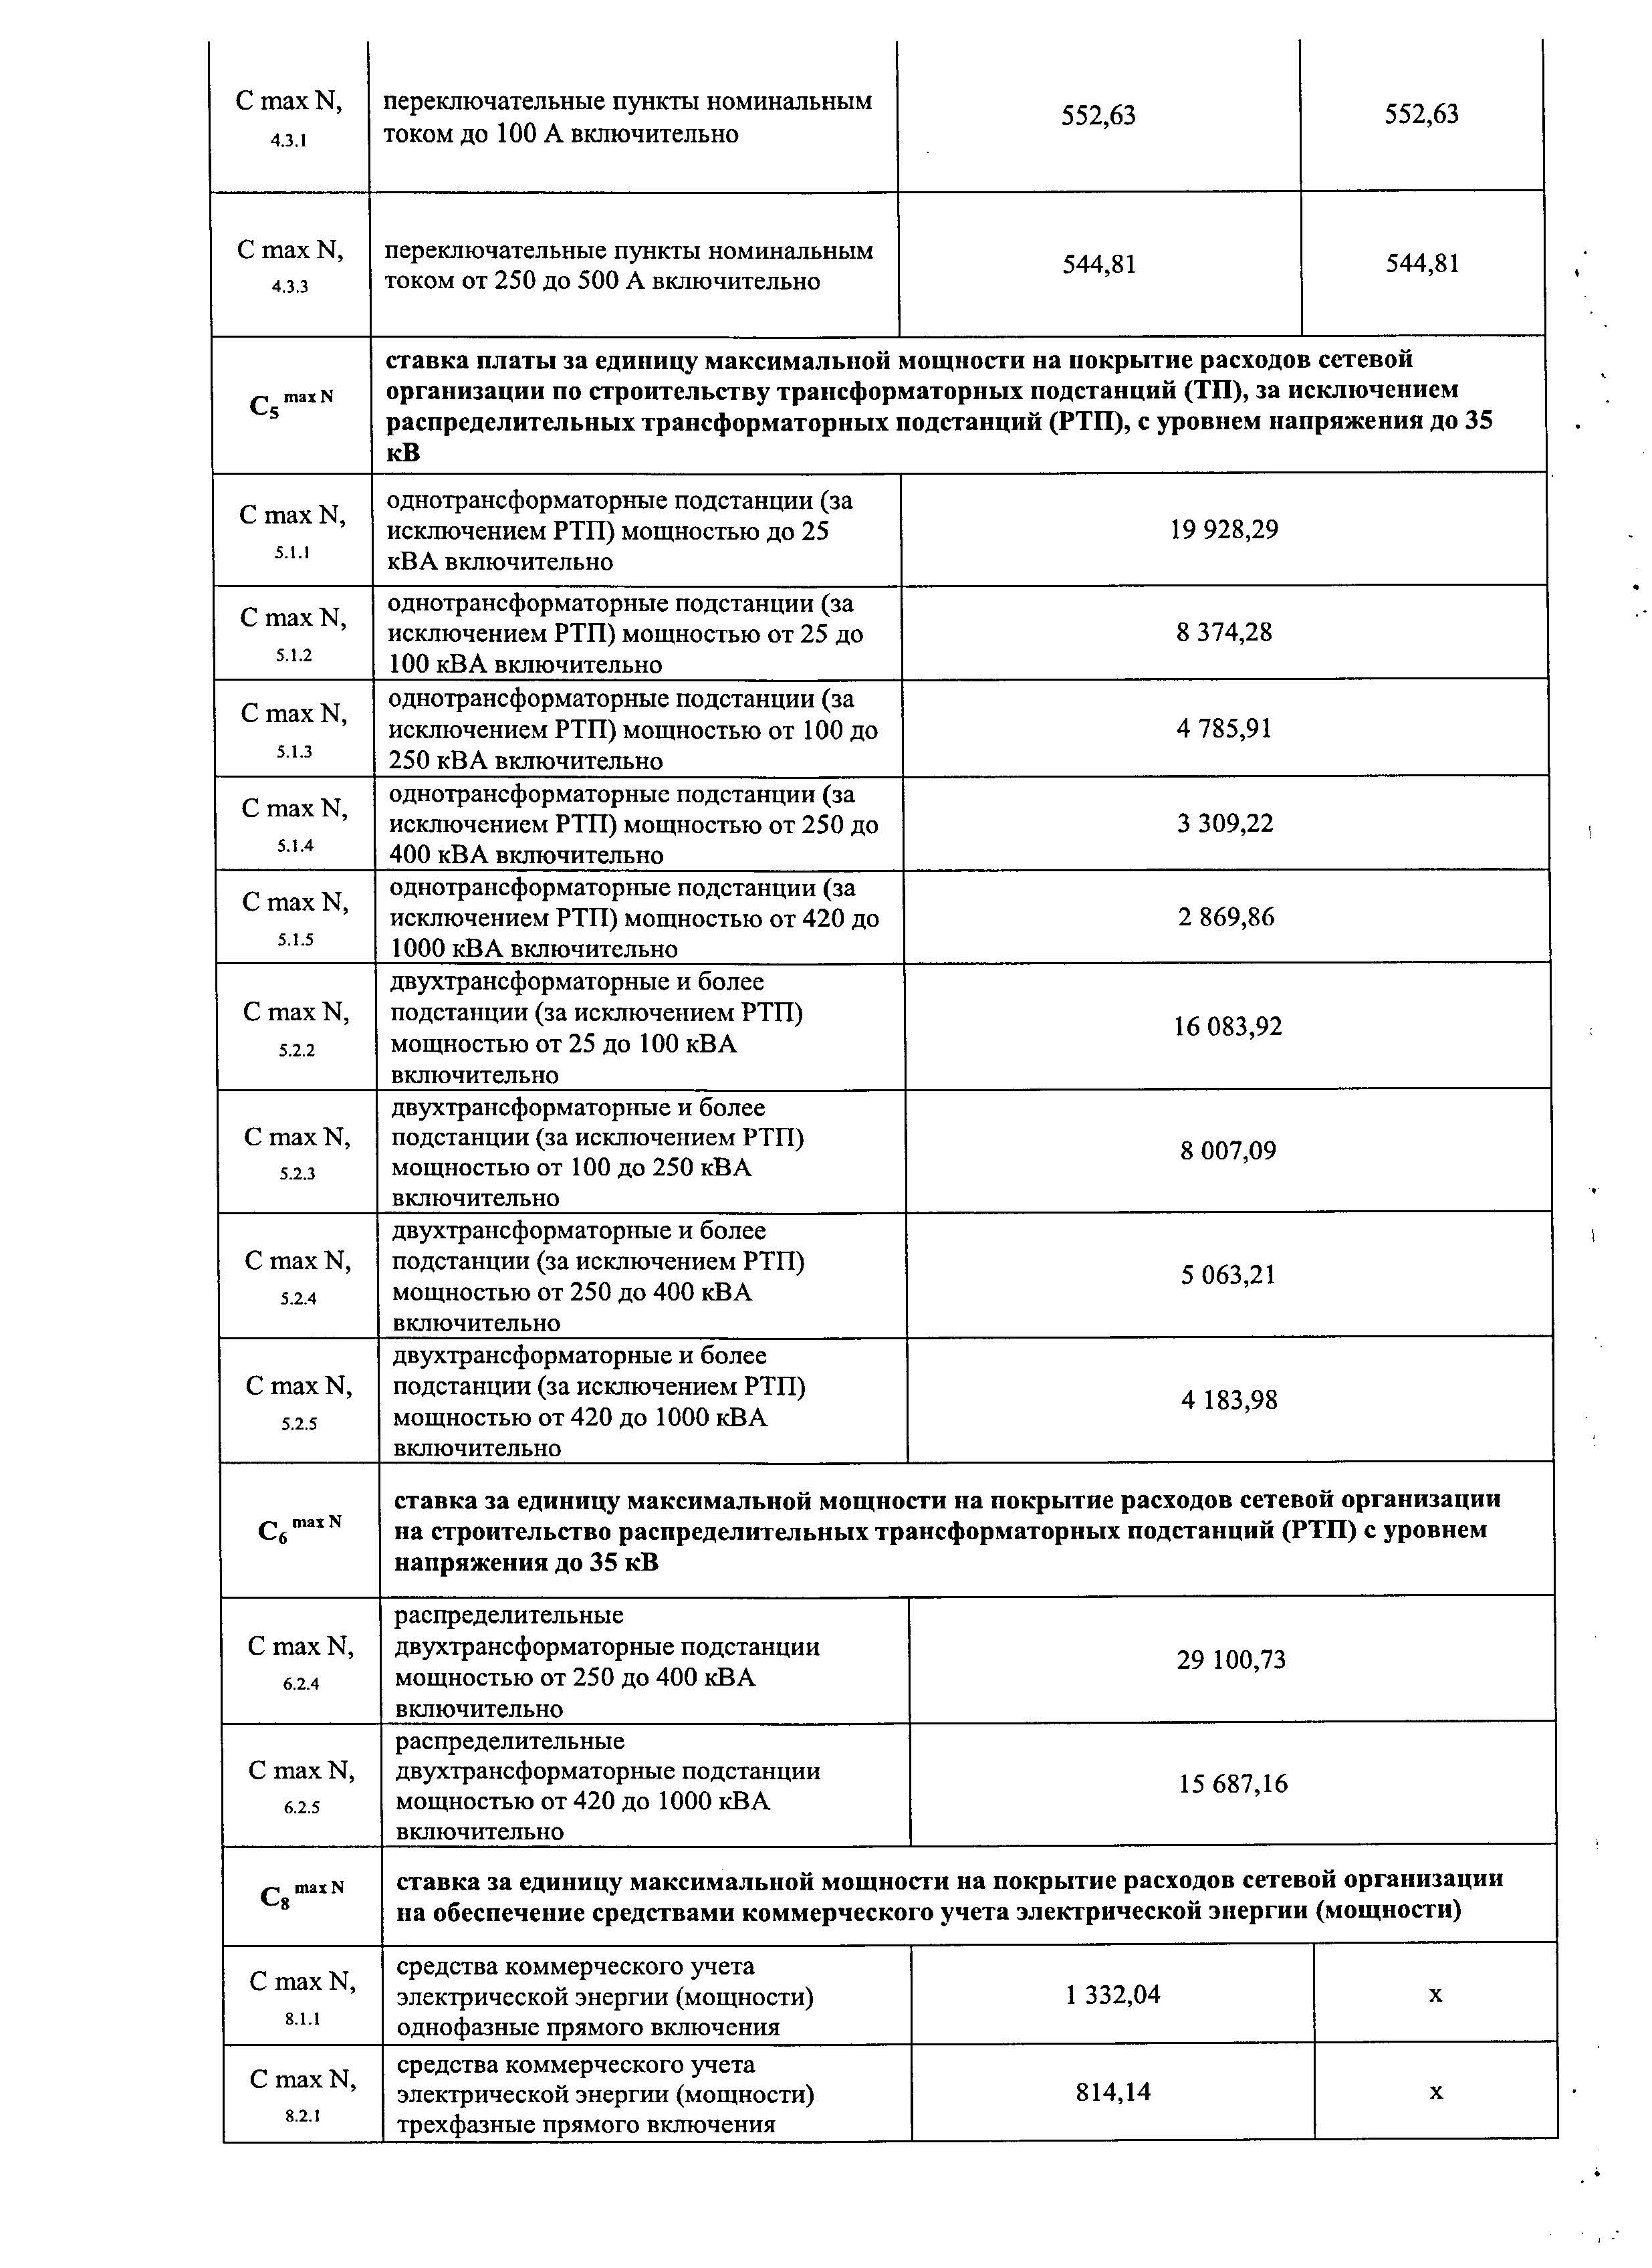 C max N,
4.3.1
переключательные пункты номинальным
током до 100 А включительно
552,63
552,63
C max N,
4.3.3
переключательные пункты номинальным
током от 250 до 500 А включительно
544,81
544,81
C5 max N
ставка платы за единицу максимальной мощности на покрытие расходов сетевой
организации по строительству трансформаторных подстанций (ТП), за исключением
распределительных трансформаторных подстанций (РТП), с уровнем напряжения до 35
кВ
C max N,
5.1.1
однотрансформаторные подстанции (за
исключением РТП) мощностью до 25
кВА включительно
19 928,29
C max N,
5.1.2
однотрансформаторные подстанции (за
исключением РТП) мощностью от 25 до
100 кВА включительно
8 374,28
C max N,
5.1.3
однотрансформаторные подстанции (за
исключением РТП) мощностью от 100 до
250 кВА включительно
4 785,91
C max N,
5.1.4
однотрансформаторные подстанции (за
исключением РТП) мощностью от 250 до
400 кВА включительно
3 309,22
C max N,
5.1.5
однотрансформаторные подстанции (за
исключением РТП) мощностью от 420 до
1000 кВА включительно
2 869,86
C max N,
5.2.2
двухтрансформаторные и более
подстанции (за исключением РТП)
мощностью от 25 до 100 кВА
включительно
16 083,92
C max N,
5.2.3
двухтрансформаторные и более
подстанции (за исключением РТП)
мощностью от 100 до 250 кВА
включительно
8 007,09
C max N,
5.2.4
двухтрансформаторные и более
подстанции (за исключением РТП)
мощностью от 250 до 400 кВА
включительно
5 063,21
C max N,
5.2.5
двухтрансформаторные и более
подстанции (за исключением РТП)
мощностью от 420 до 1000 кВА
включительно
4 183,98
C6 max N
ставка за единицу максимальной мощности на покрытие расходов сетевой организации
на строительство распределительных трансформаторных подстанций (РТП) с уровнем
напряжения до 35 кВ
C max N,
6.2.4
распределительные
двухтрансформаторные подстанции
мощностью от 250 до 400 кВА
включительно
29 100,73
C max N,
6.2.5
распределительные
двухтрансформаторные подстанции
мощностью от 420 до 1000 кВА
включительно
15 687,16
C8 max N
ставка за единицу максимальной мощности на покрытие расходов сетевой организации
на обеспечение средствами коммерческого учета электрической энергии (мощности)
C max N,
8.1.1
средства коммерческого учета
электрической энергии (мощности)
однофазные прямого включения
1 332,04
х
C max N,
8.2.1
средства коммерческого учета
электрической энергии (мощности)
трехфазные прямого включения
814,14
х